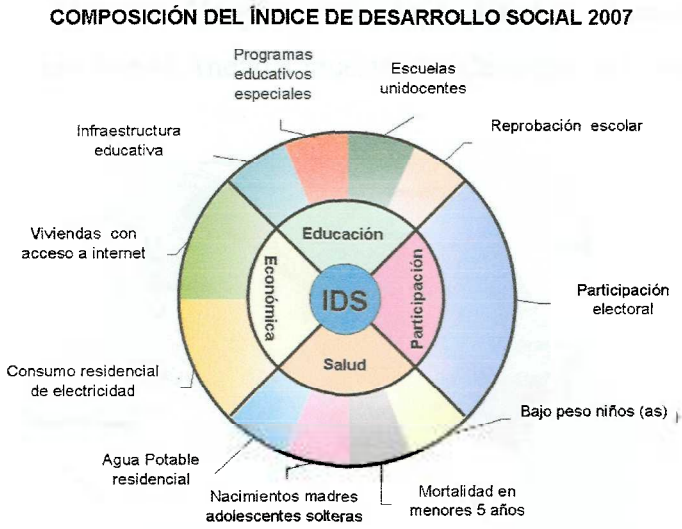 COMPOSICIÓN DEL ÍNDICE DE DESARROLLO SOCIAL 2007
Programas
educativos
especiales
Escuelas
unidocentes
Reprobación escolar
Infraestructura
educativa
Viviendas con
acceso a internet
Educación
Económica
IDS
Participación
Salud
Participación
electoral
Consumo residencial
de electricidad
Bajo peso niños (as)
Agua Potable
residencial
Nacimientos madres
adolescentes solteras
Mortalidad en
menores 5 años